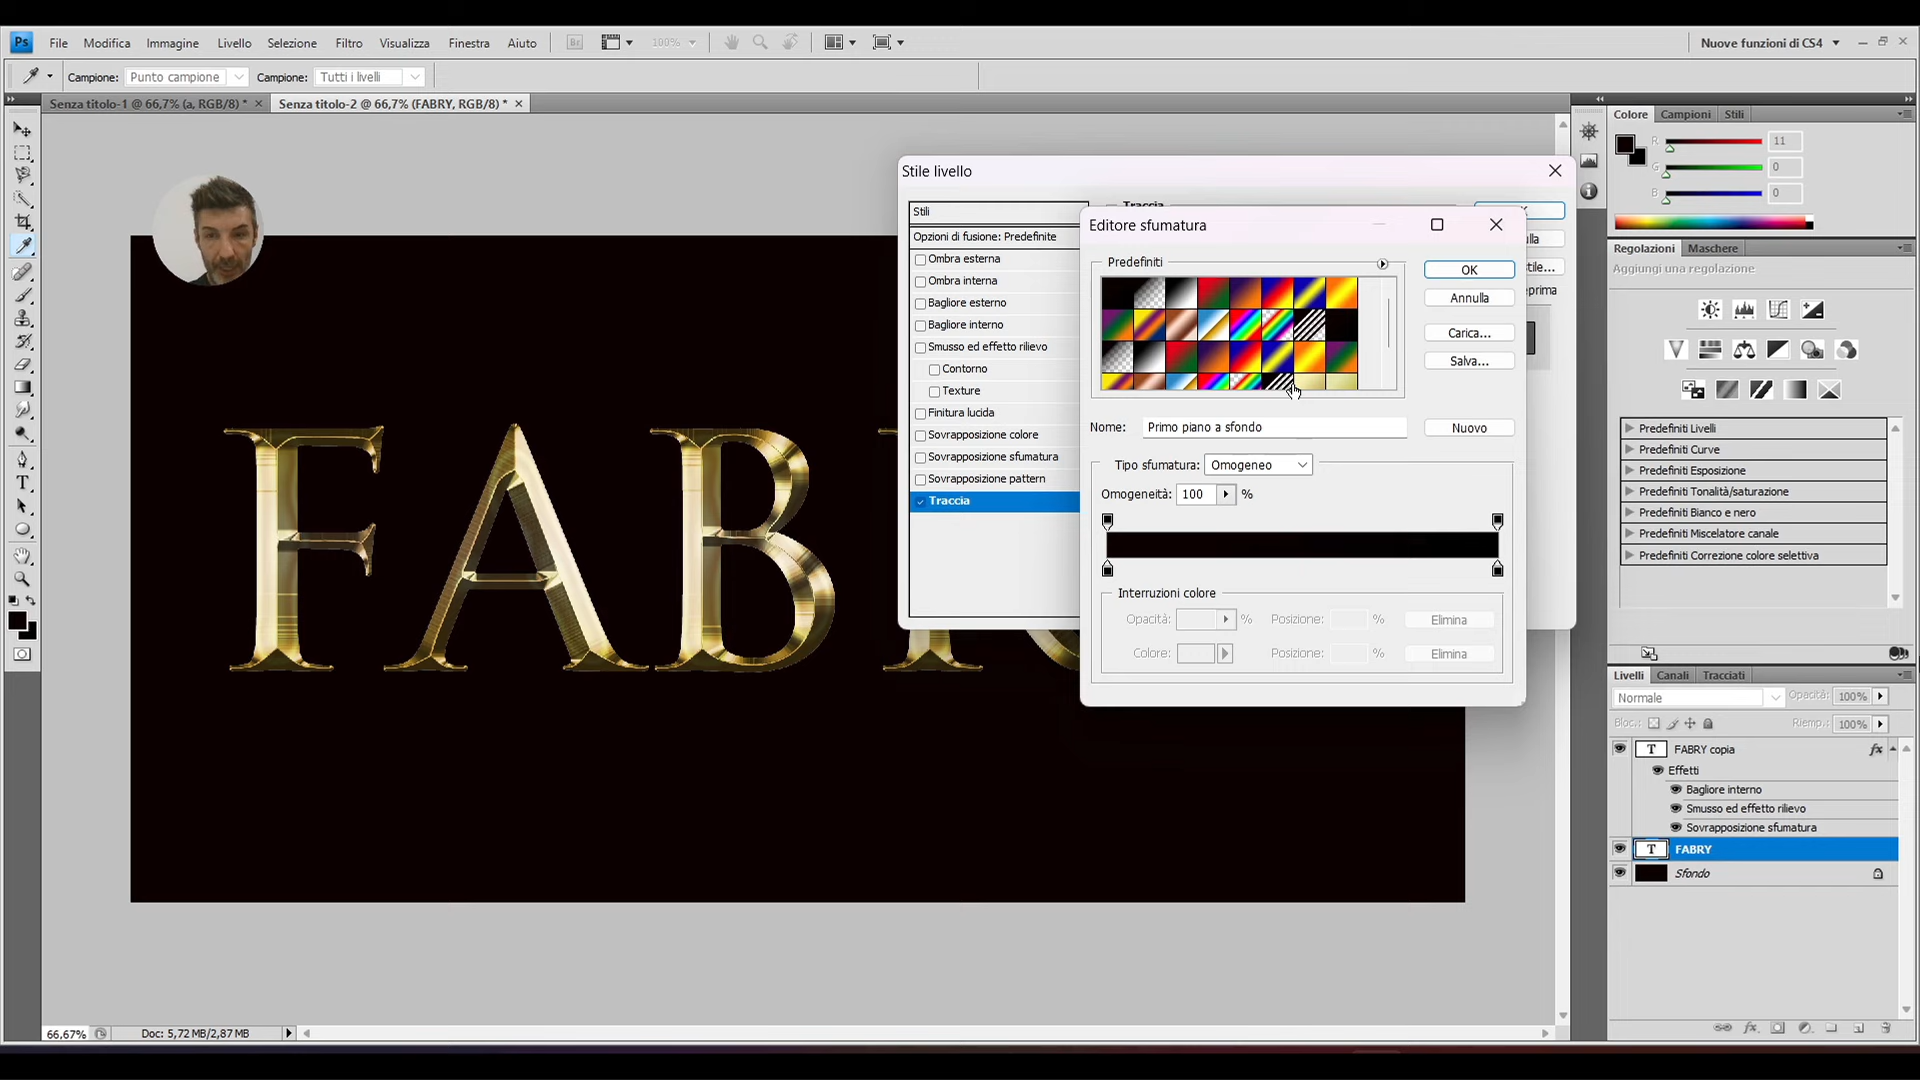 Ps File Modifica Immagine Livello Selezione Filtro Visualizza Finestra Aiuto Br 100% Nuove funzioni di CS4
Campione: Punto campione Campione: Tutti i livelli
Senza titolo-1 @ 66,7% (a, RGB/8) * × Senza titolo-2 @ 66,7% (FABRY, RGB/8) * ×
Colore Campioni Stili
R 11
G 0
B 0
Stile livello
Stili
Traccia
Opzioni di fusione: Predefinite
Ombra esterna
Ombra interna
Bagliore esterno
Bagliore interno
Smusso ed effetto rilievo
Contorno
Texture
Finitura lucida
Sovrapposizione colore
Sovrapposizione sfumatura
Sovrapposizione pattern
Traccia
Editore sfumatura
Predefiniti
OK
Annulla
Carica...
Salva...
Nome: Primo piano a sfondo Nuovo
Tipo sfumatura: Omogeneo
Omogeneità: 100 %
Interruzioni colore
Opacità: % Posizione: % Elimina
Colore: Posizione: % Elimina
FAB
Regolazioni Maschere
Aggiungi una regolazione
Predefiniti Livelli
Predefiniti Curve
Predefiniti Esposizione
Predefiniti Tonalità/saturazione
Predefiniti Bianco e nero
Predefiniti Miscelatore canale
Predefiniti Correzione colore selettiva
Livelli Canali Tracciati
Normale Opacità: 100%
Bloc.: Riemp.: 100%
T FABRY copia fx
Effetti
Bagliore interno
Smusso ed effetto rilievo
Sovrapposizione sfumatura
T FABRY
Sfondo
66,67% Doc: 5,72 MB/2,87 MB